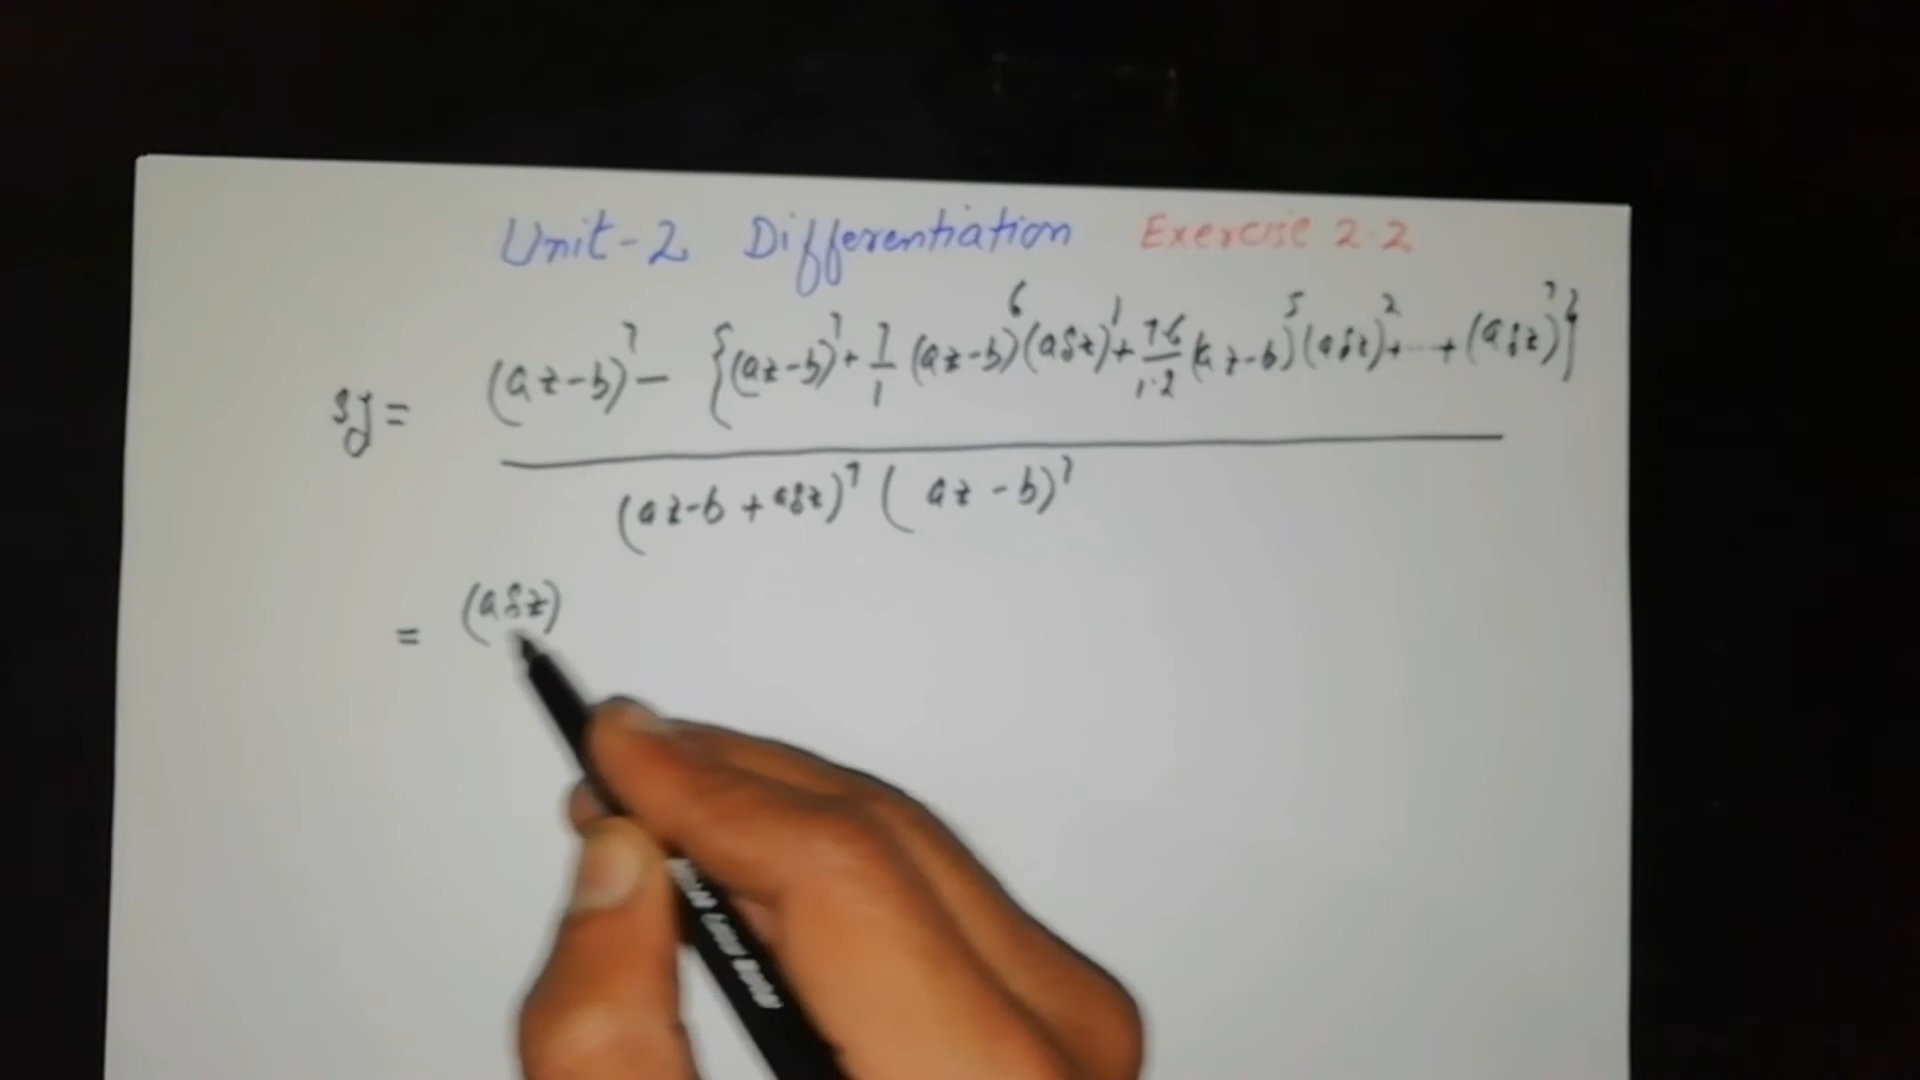 Unit-2 Differentiation Exercise 2.2
δy = (az-b)^7 - {(az-b)^7 + 7/1 (az-b)^6 (aδz)^1 + 7·6/1·2 (az-b)^5 (aδz)^2 + ... + (aδz)^7}
(az-b+aδz)^7 (az-b)^7
= (aδz)